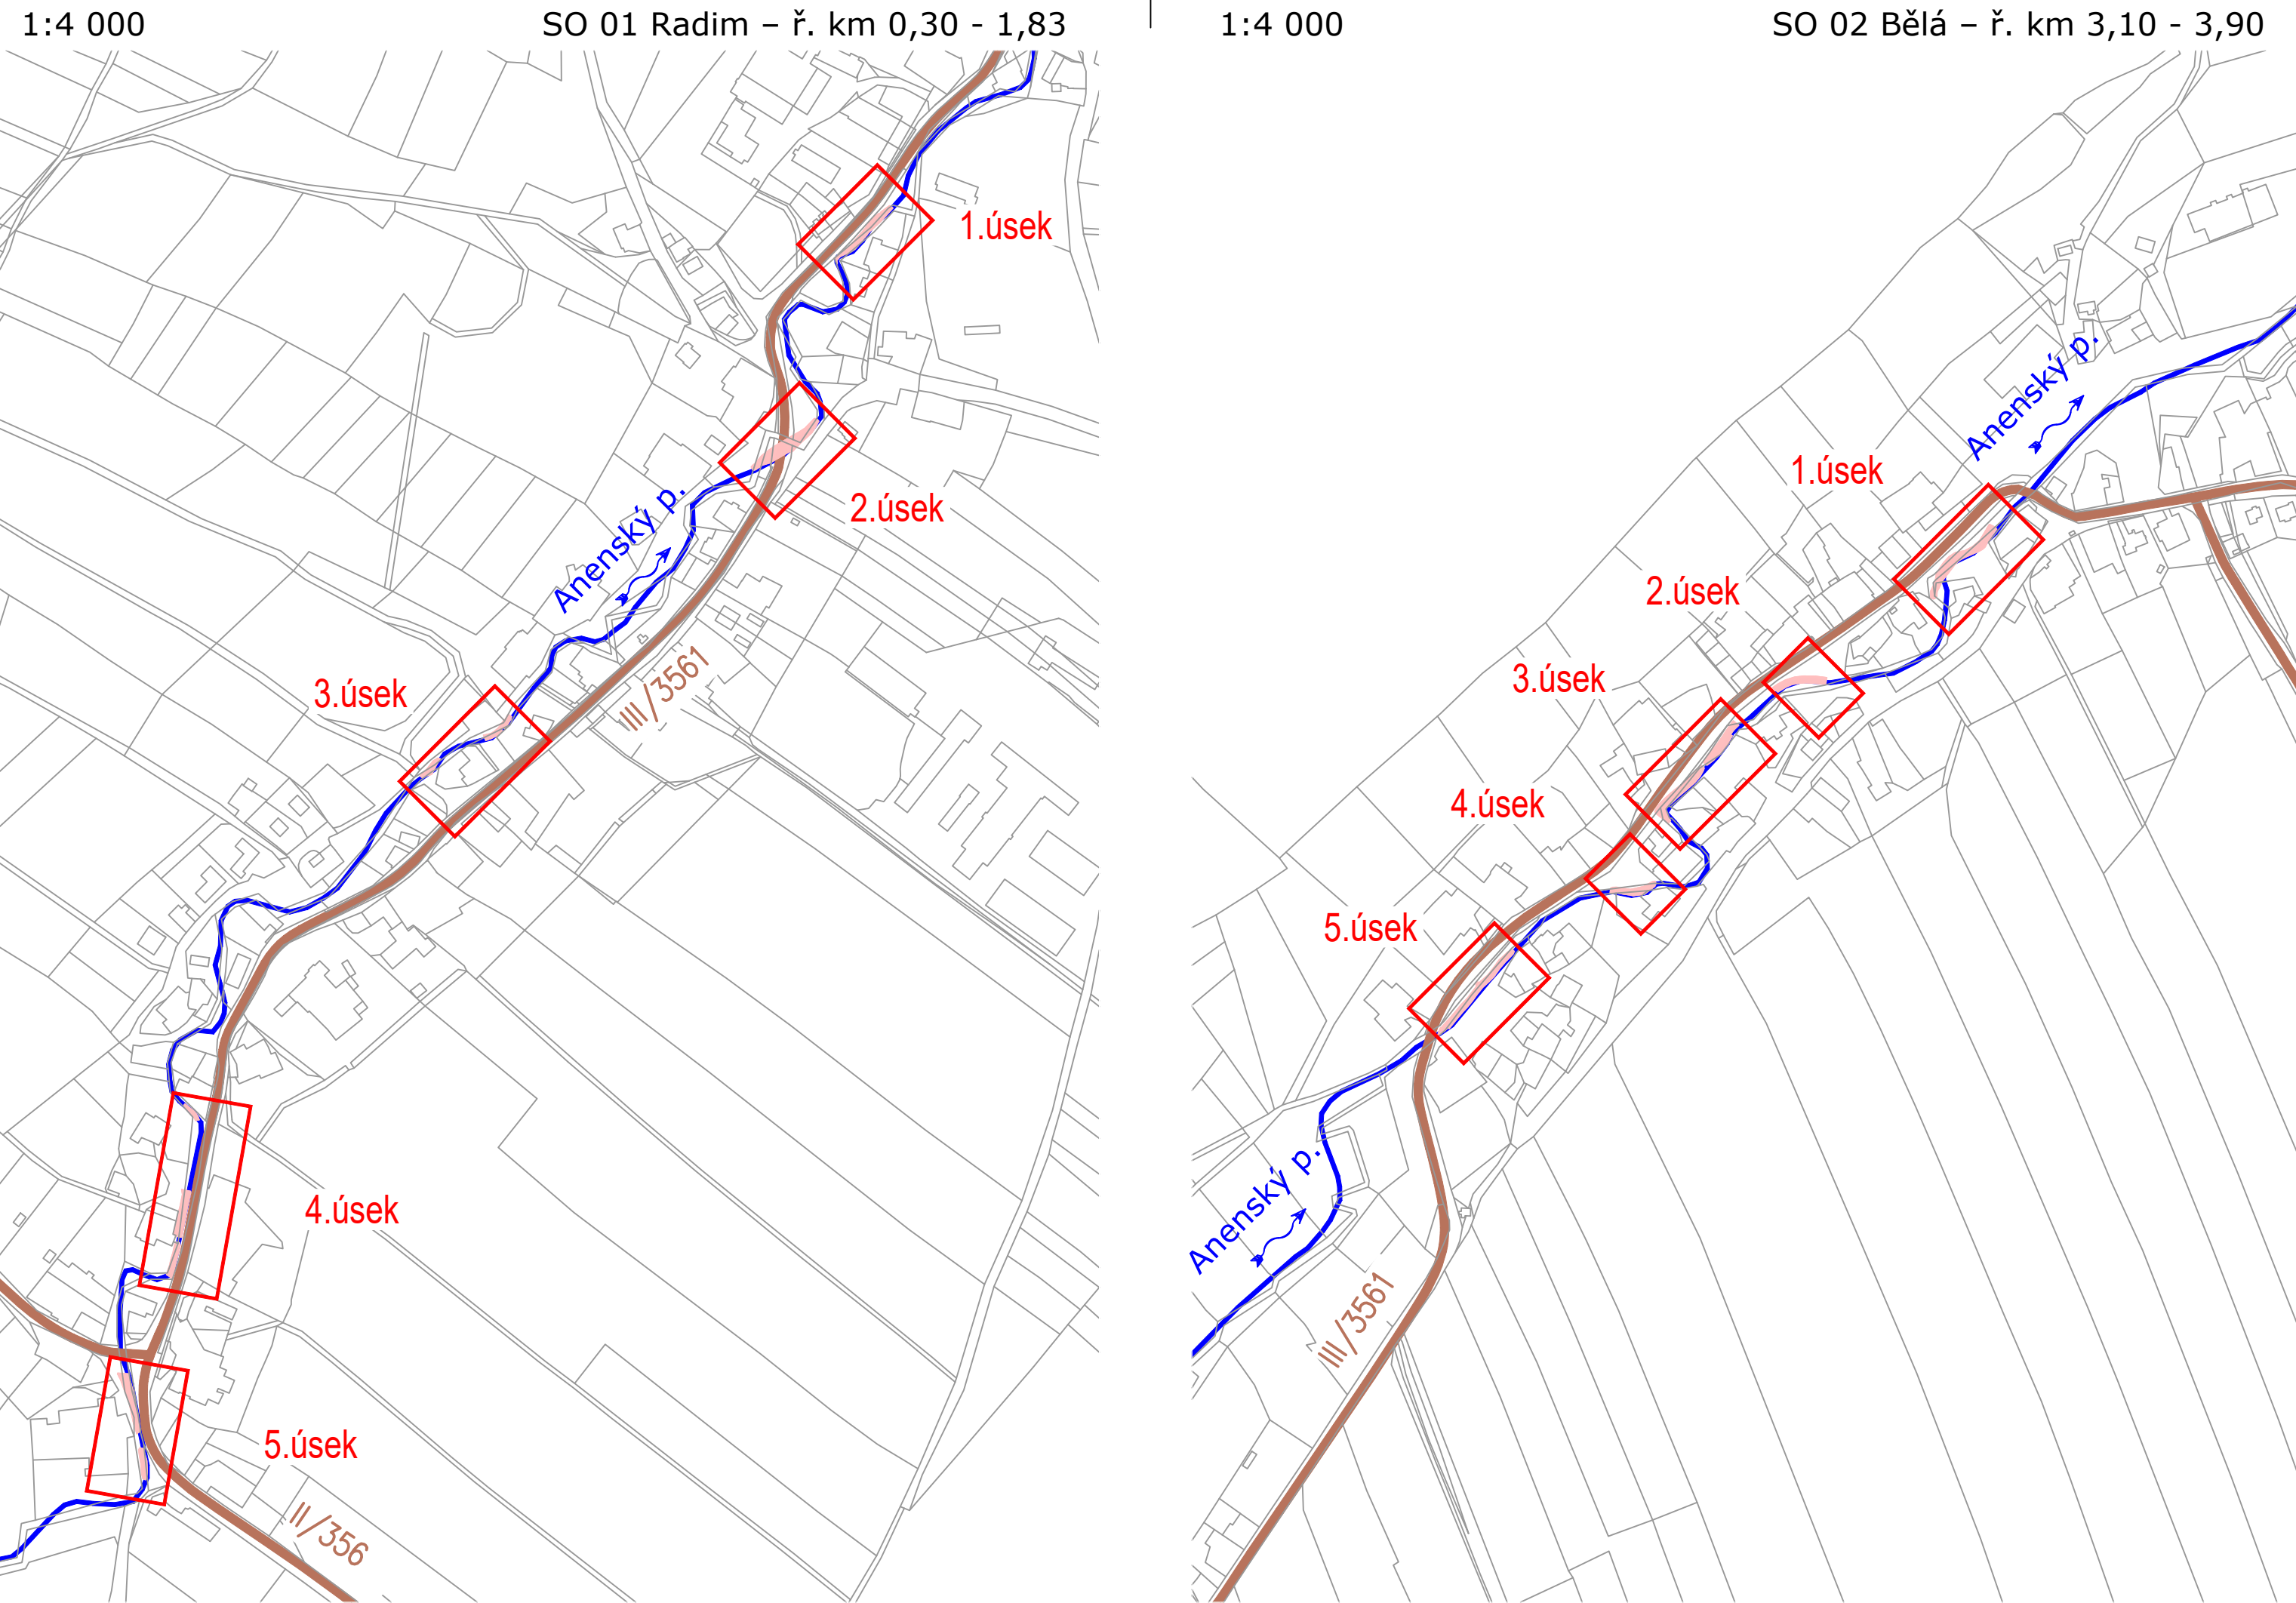 1:4 000
SO 01 Radim – ř. km 0,30 - 1,83
1.úsek
2.úsek
Anenský p.
3.úsek
III/3561
4.úsek
5.úsek
II/356
1:4 000
SO 02 Bělá – ř. km 3,10 - 3,90
Anenský p.
1.úsek
2.úsek
3.úsek
4.úsek
5.úsek
Anenský p.
III/3561